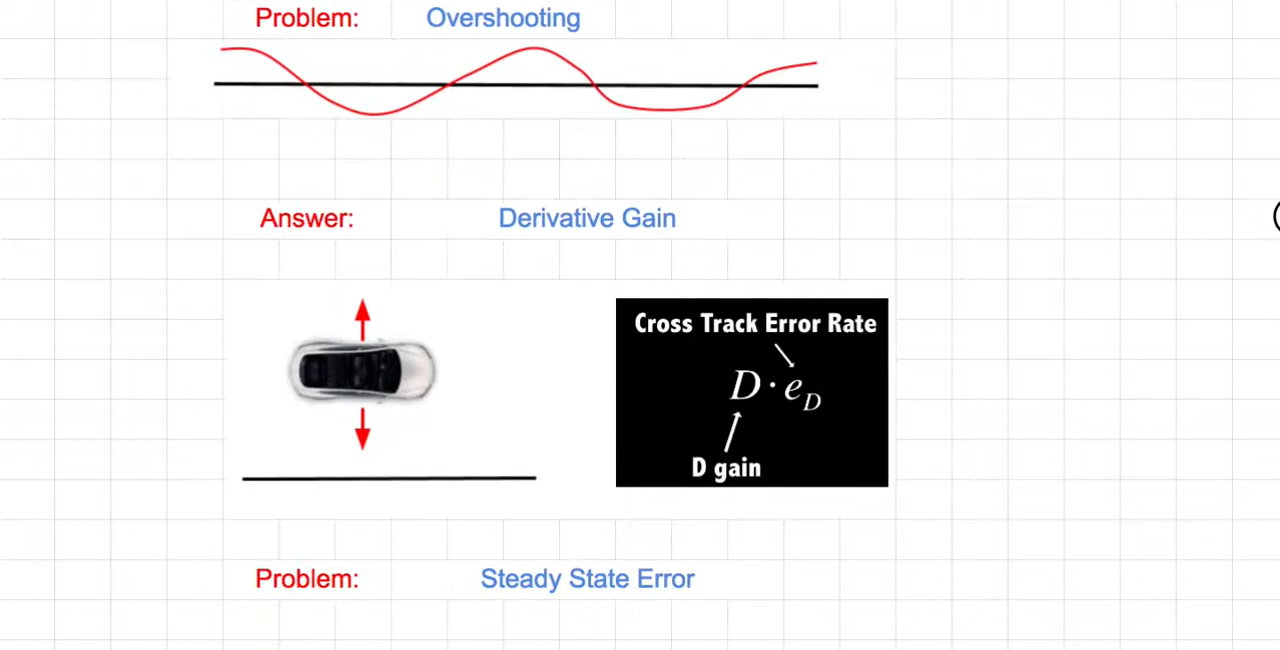 Problem: Overshooting
Answer: Derivative Gain
Cross Track Error Rate
D · e_D
D gain
Problem: Steady State Error